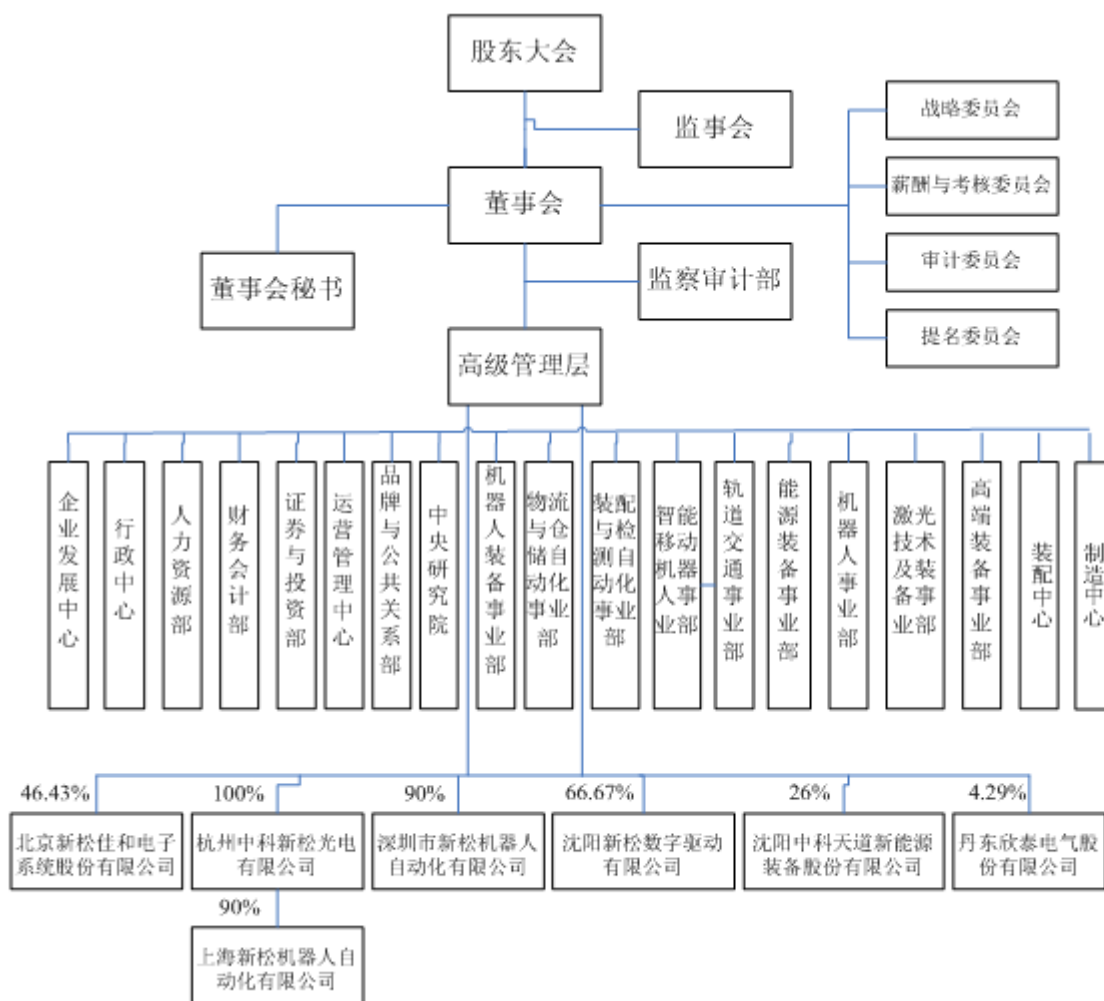 股东大会
监事会
战略委员会
薪酬与考核委员会
董事会
审计委员会
董事会秘书
监察审计部
提名委员会
高级管理层
企业发展中心
行政中心
人力资源部
财务会计部
证券与投资部
运营管理中心
品牌与公共关系部
中央研究院
机器人装备事业部
物流与仓储自动化事业部
装配与检测自动化事业部
智能移动机器人事业部
轨道交通事业部
能源装备事业部
机器人事业部
激光技术及装备事业部
高端装备事业部
装配中心
制造中心
46.43%
100%
90%
66.67%
26%
4.29%
北京新松佳和电子
系统股份有限公司
杭州中科新松光电
有限公司
深圳市新松机器人
自动化有限公司
沈阳新松数字驱动
有限公司
沈阳中科天道新能源
装备股份有限公司
丹东欣泰电气股
份有限公司
90%
上海新松机器人自
动化有限公司